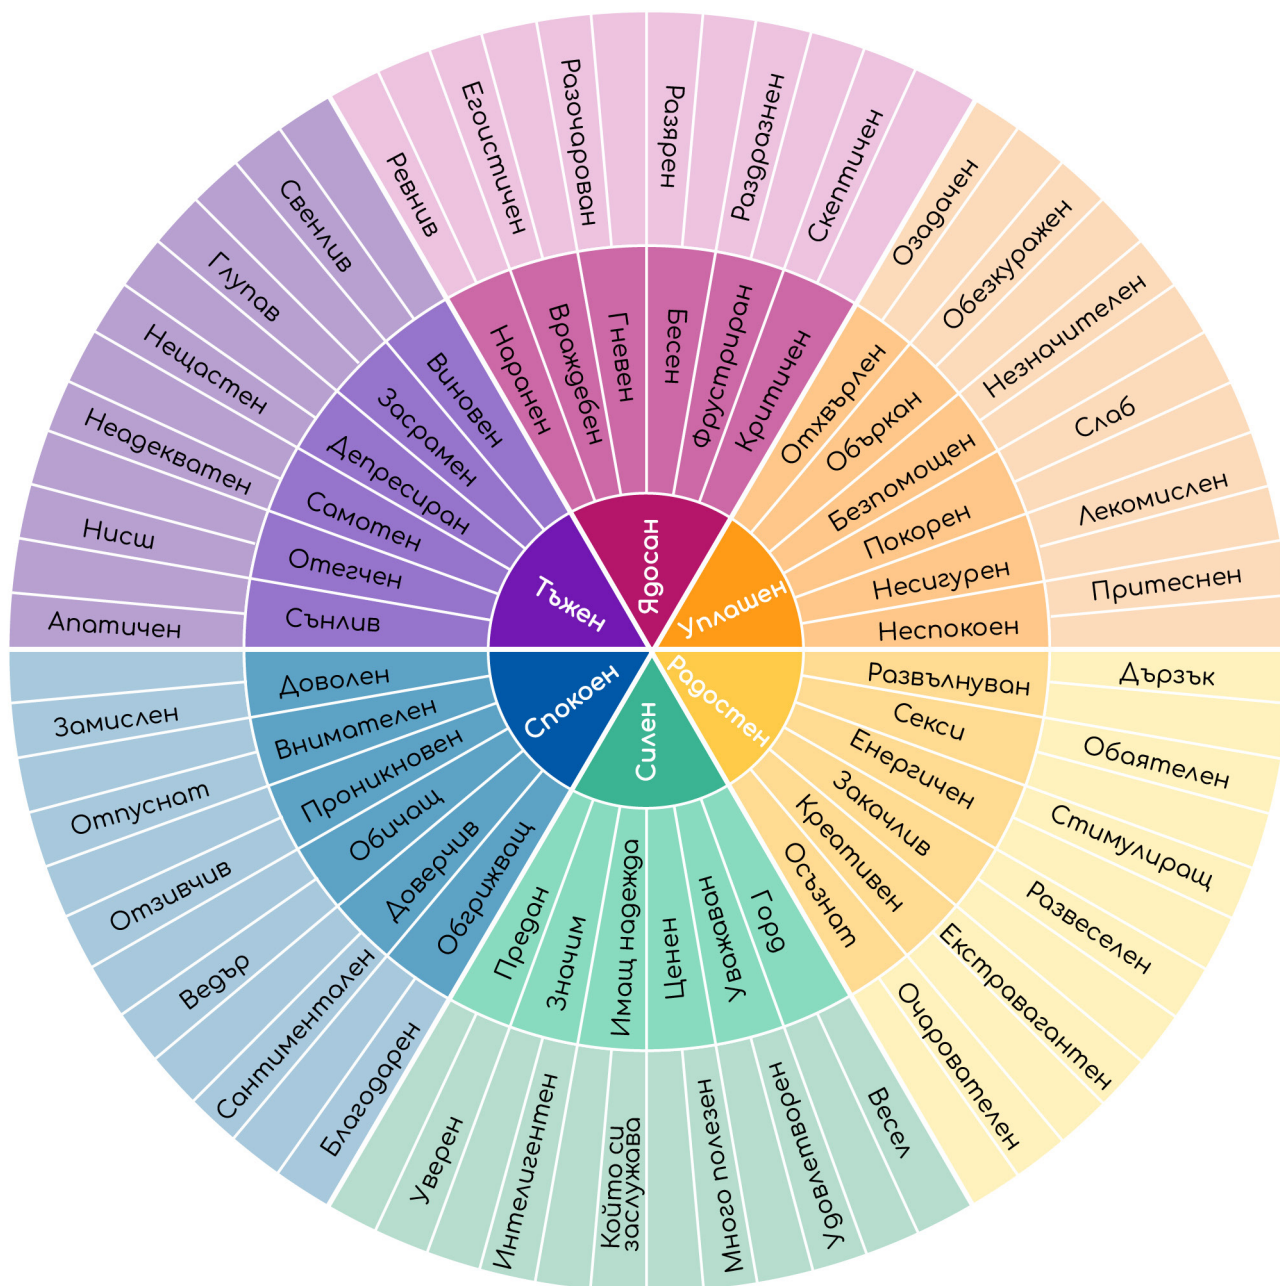 Ядосан
Наранен
Враждебен
Гневен
Бесен
Фрустриран
Критичен
Ревнив
Егоистичен
Разочарован
Разярен
Раздразнен
Скептичен
Уплашен
Отхвърлен
Объркан
Безпомощен
Покорен
Несигурен
Неспокоен
Озадачен
Обезкуражен
Незначителен
Слаб
Лекомислен
Притеснен
Радостен
Развълнуван
Секси
Енергичен
Закачлив
Креативен
Осъзнат
Дързък
Обаятелен
Стимулиращ
Развеселен
Екстравагантен
Очарователен
Силен
Горд
Уважаван
Ценен
Имащ надежда
Значим
Предан
Весел
Удовлетворен
Много полезен
Който си
заслужава
Интелигентен
Уверен
Спокоен
Обгрижващ
Доверчив
Обичащ
Проникновен
Внимателен
Доволен
Благодарен
Сантиментален
Ведър
Отзивчив
Отпуснат
Замислен
Тъжен
Сънлив
Отегчен
Самотен
Депресиран
Засрамен
Виновен
Апатичен
Нисш
Неадекватен
Нещастен
Глупав
Свенлив